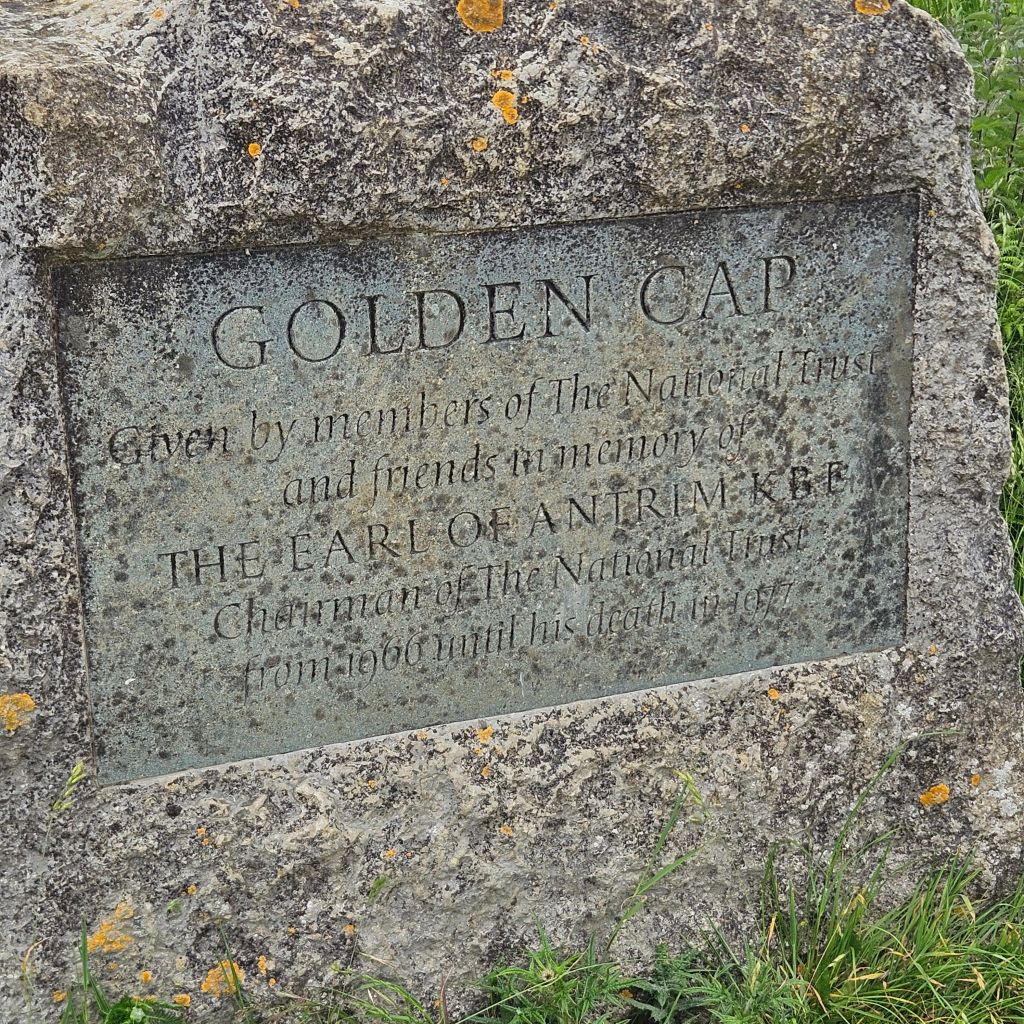 GOLDEN CAP
Given by members of The National Trust
and friends in memory of
THE EARL OF ANTRIM KBE
Chairman of The National Trust
from 1966 until his death in 1977